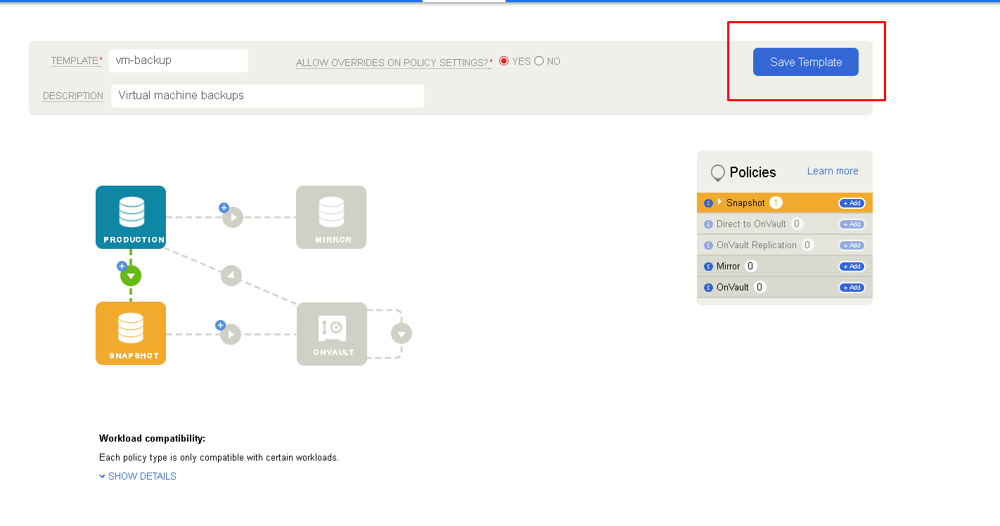 TEMPLATE* vm-backup ALLOW OVERRIDES ON POLICY SETTINGS?* YES NO Save Template
DESCRIPTION Virtual machine backups
Policies Learn more
Snapshot 1 + Add
Direct to OnVault 0 + Add
OnVault Replication 0 + Add
Mirror 0 + Add
OnVault 0 + Add
PRODUCTION MIRROR
SNAPSHOT ONVAULT
Workload compatibility:
Each policy type is only compatible with certain workloads.
SHOW DETAILS